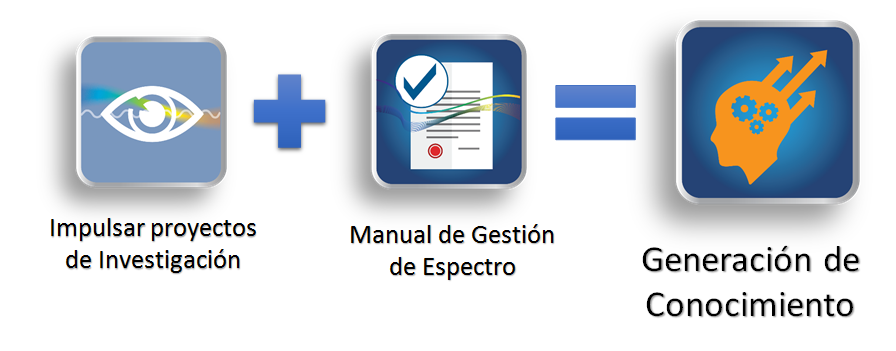 Impulsar proyectos
de Investigación
Manual de Gestión
de Espectro
Generación de
Conocimiento